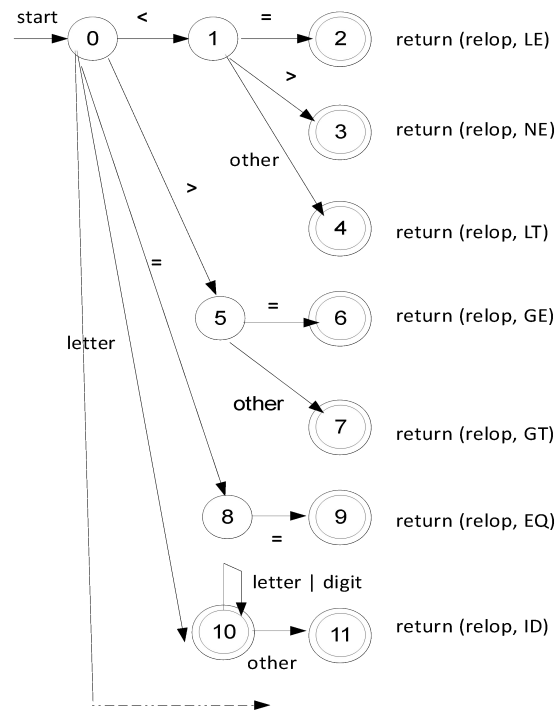 start
<
=
0
1
2
return (relop, LE)
>
3
return (relop, NE)
other
>
4
return (relop, LT)
=
5
=
6
return (relop, GE)
letter
other
7
return (relop, GT)
8
9
return (relop, EQ)
=
letter | digit
10
11
return (relop, ID)
other